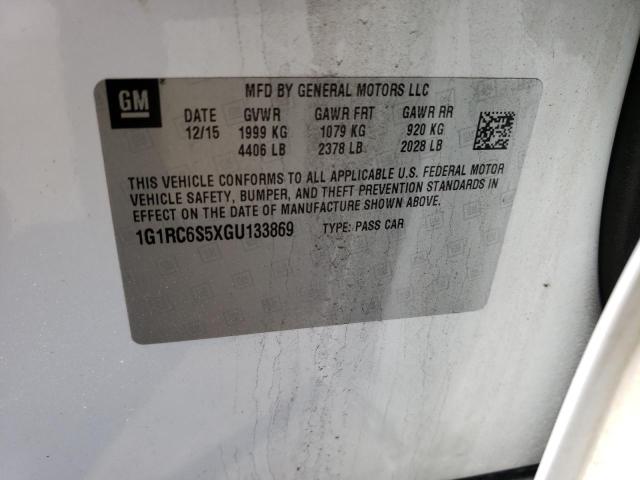 GM
MFD BY GENERAL MOTORS LLC
DATE GVWR GAWR FRT GAWR RR
12/15 1999 KG 1079 KG 920 KG
4406 LB 2378 LB 2028 LB
THIS VEHICLE CONFORMS TO ALL APPLICABLE U.S. FEDERAL MOTOR
VEHICLE SAFETY, BUMPER, AND THEFT PREVENTION STANDARDS IN
EFFECT ON THE DATE OF MANUFACTURE SHOWN ABOVE.
1G1RC6S5XGU133869 TYPE: PASS CAR